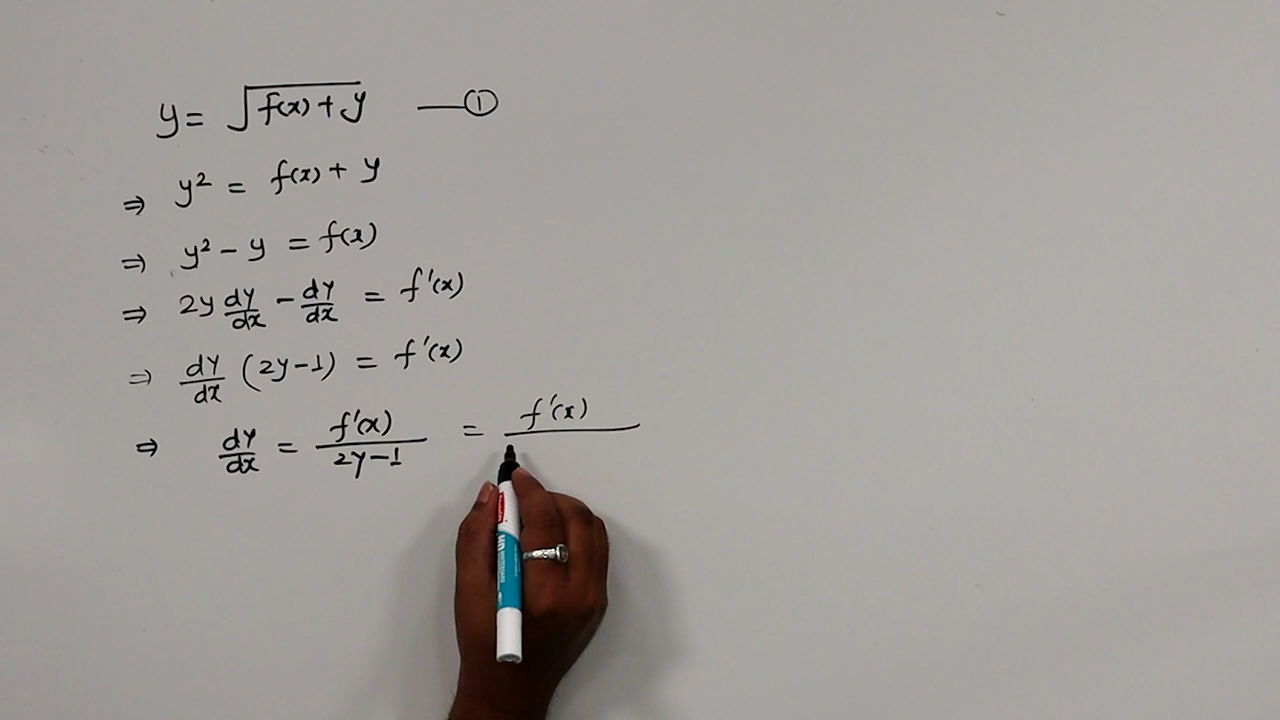 y = √f(x) + y —①
⇒ y² = f(x) + y
⇒ y² - y = f(x)
⇒ 2y dy/dx - dy/dx = f'(x)
⇒ dy/dx (2y-1) = f'(x)
⇒ dy/dx = f'(x)/2y-1 = f'(x)